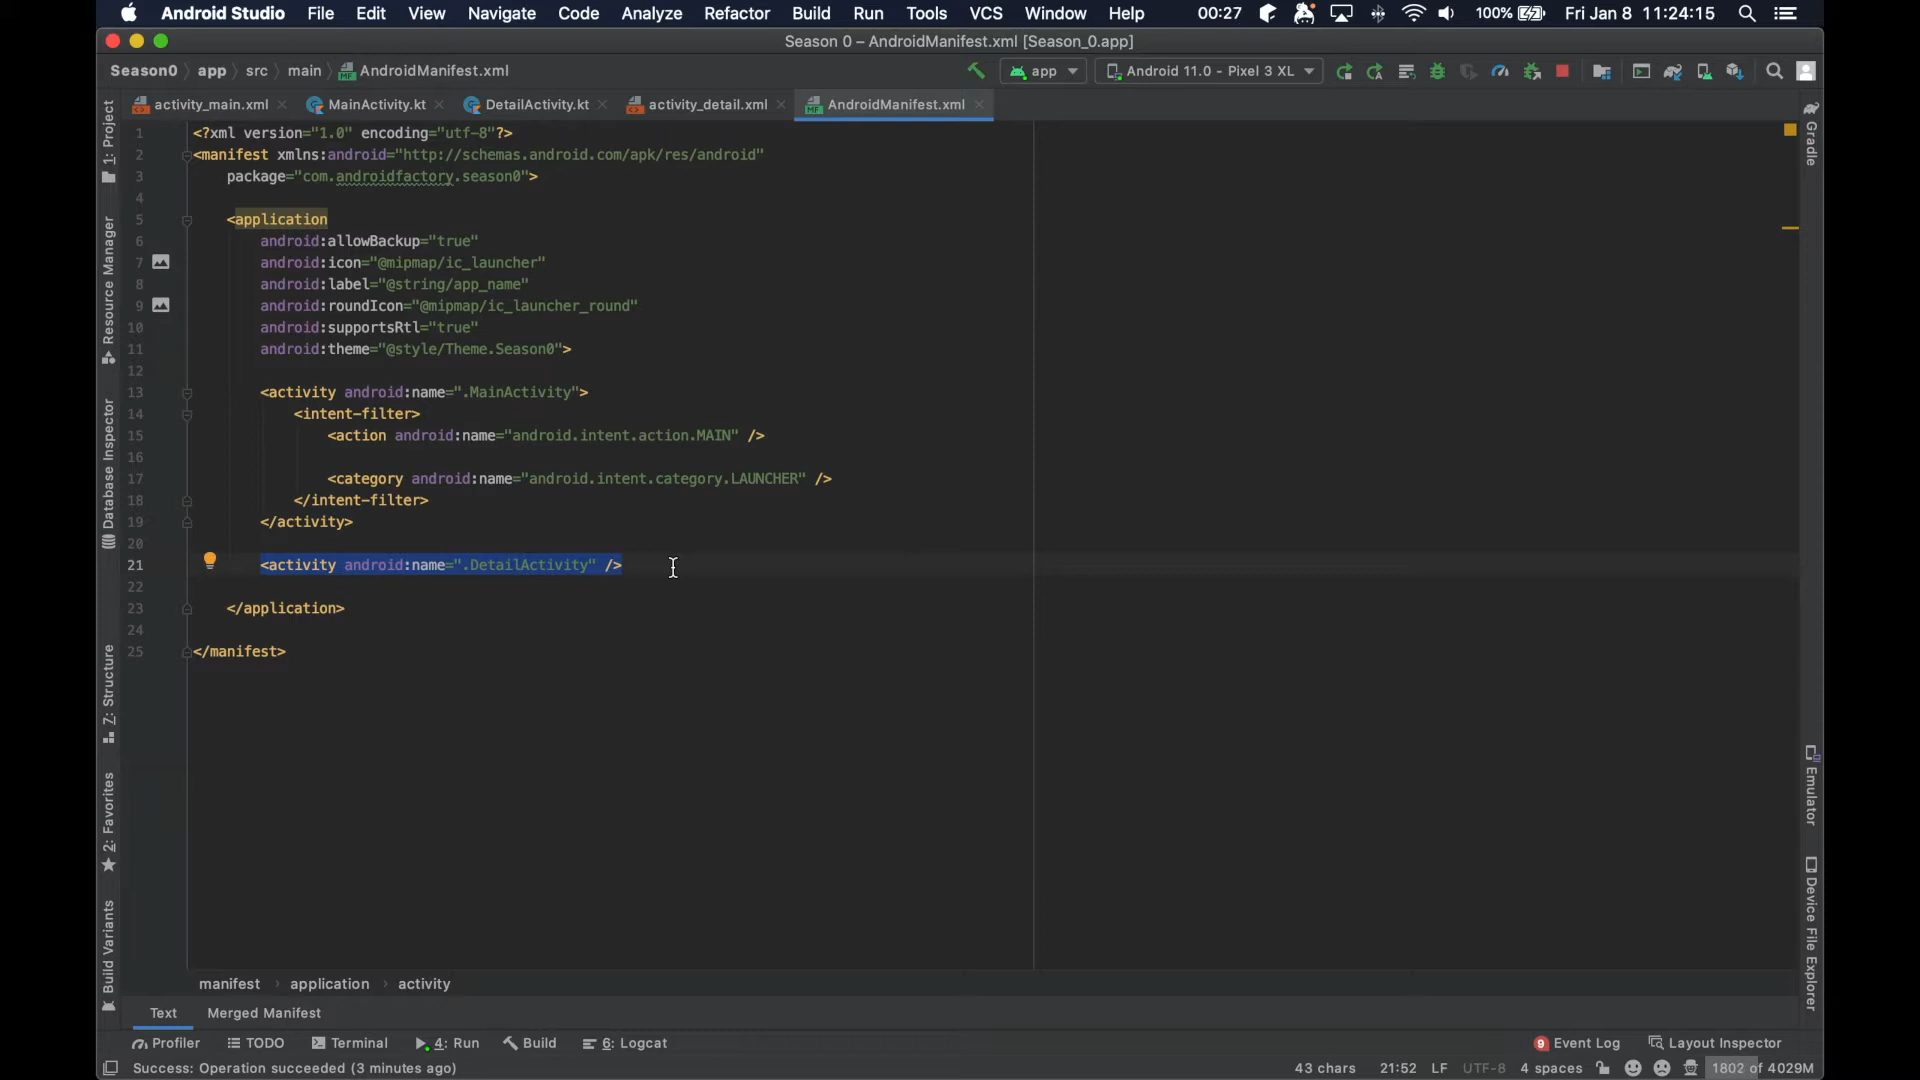 Android Studio File Edit View Navigate Code Analyze Refactor Build Run Tools VCS Window Help 00:27 100% Fri Jan 8 11:24:15
Season 0 – AndroidManifest.xml [Season_0.app]
Season0 app src main AndroidManifest.xml app Android 11.0 - Pixel 3 XL
activity_main.xml MainActivity.kt DetailActivity.kt activity_detail.xml AndroidManifest.xml
1 <?xml version="1.0" encoding="utf-8"?>
2 <manifest xmlns:android="http://schemas.android.com/apk/res/android"
3 package="com.androidfactory.season0">
4
5 <application
6 android:allowBackup="true"
7 android:icon="@mipmap/ic_launcher"
8 android:label="@string/app_name"
9 android:roundIcon="@mipmap/ic_launcher_round"
10 android:supportsRtl="true"
11 android:theme="@style/Theme.Season0">
12
13 <activity android:name=".MainActivity">
14 <intent-filter>
15 <action android:name="android.intent.action.MAIN" />
16
17 <category android:name="android.intent.category.LAUNCHER" />
18 </intent-filter>
19 </activity>
20
21 <activity android:name=".DetailActivity" />
22
23 </application>
24
25 </manifest>
1: Project
Resource Manager
Database Inspector
Z: Structure
2: Favorites
Build Variants
Gradle
Emulator
Device File Explorer
manifest application activity
Text Merged Manifest
Profiler TODO Terminal 4: Run Build 6: Logcat 9 Event Log Layout Inspector
Success: Operation succeeded (3 minutes ago) 43 chars 21:52 LF UTF-8 4 spaces 1802 of 4029M